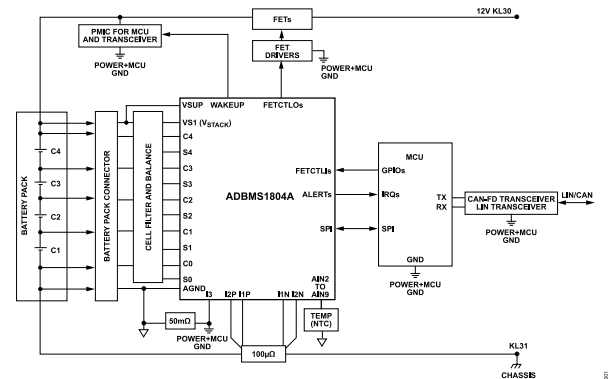 12V KL30
FETs
PMIC FOR MCU
AND TRANSCEIVER
FET
DRIVERS
POWER+MCU
GND
POWER+MCU
GND
VSUP
WAKEUP
FETCTLOs
VS1 (VSTACK)
C4
S4
C3
S3
C2
S2
C1
S1
C0
S0
AGND
BATTERY PACK
C4
C3
C2
C1
BATTERY PACK CONNECTOR
CELL FILTER AND BALANCE
ADBMS1804A
FETCTLIs
ALERTs
SPI
MCU
GPIOs
IRQs
SPI
TX
RX
GND
CAN-FD TRANSCEIVER
LIN TRANSCEIVER
LIN/CAN
POWER+MCU
GND
POWER+MCU
GND
I3
I2P
I1P
I1N
I2N
AIN2
TO
AIN9
TEMP
(NTC)
50mΩ
POWER+MCU
GND
100µΩ
KL31
CHASSIS
301